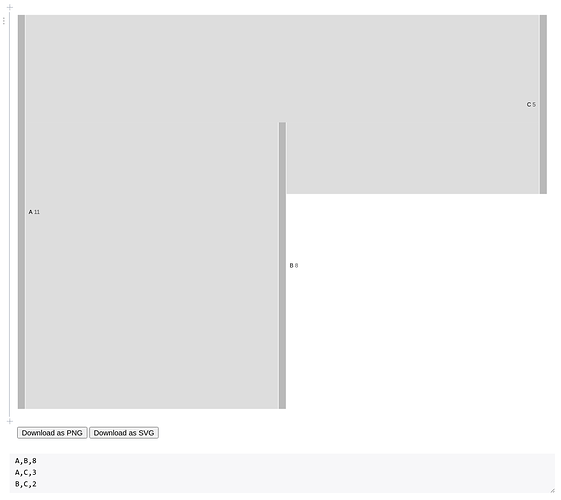 C 5
A 11
B 8
Download as PNG Download as SVG
A,B,8
A,C,3
B,C,2